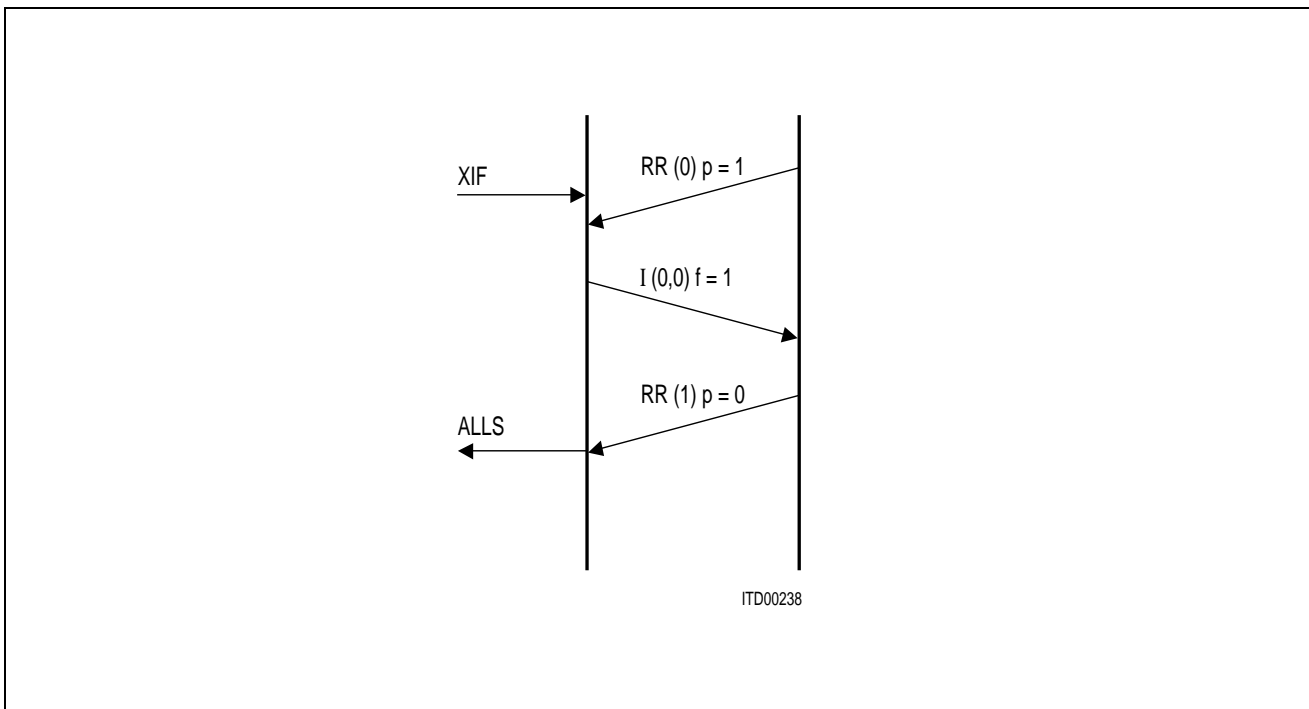 RR (0) p = 1
XIF
I (0,0) f = 1
RR (1) p = 0
ALLS
ITD00238